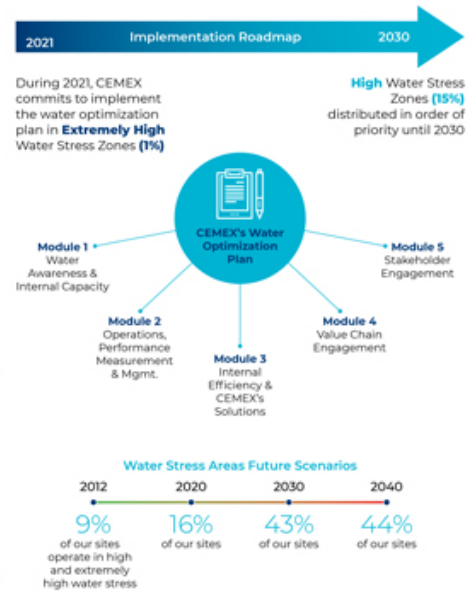 Implementation Roadmap
2021
2030
During 2021, CEMEX
commits to implement
the water optimization
plan in Extremely High
Water Stress Zones (1%)
High Water Stress
Zones (15%)
distributed in order of
priority until 2030
CEMEX's Water
Optimization
Plan
Module 1
Water
Awareness &
Internal Capacity
Module 2
Operations,
Performance
Measurement
& Mgmt.
Module 3
Internal
Efficiency &
CEMEX's
Solutions
Module 4
Value Chain
Engagement
Module 5
Stakeholder
Engagement
Water Stress Areas Future Scenarios
2012
2020
2030
2040
9%
of our sites
operate in high
and extremely
high water stress
16%
of our sites
43%
of our sites
44%
of our sites